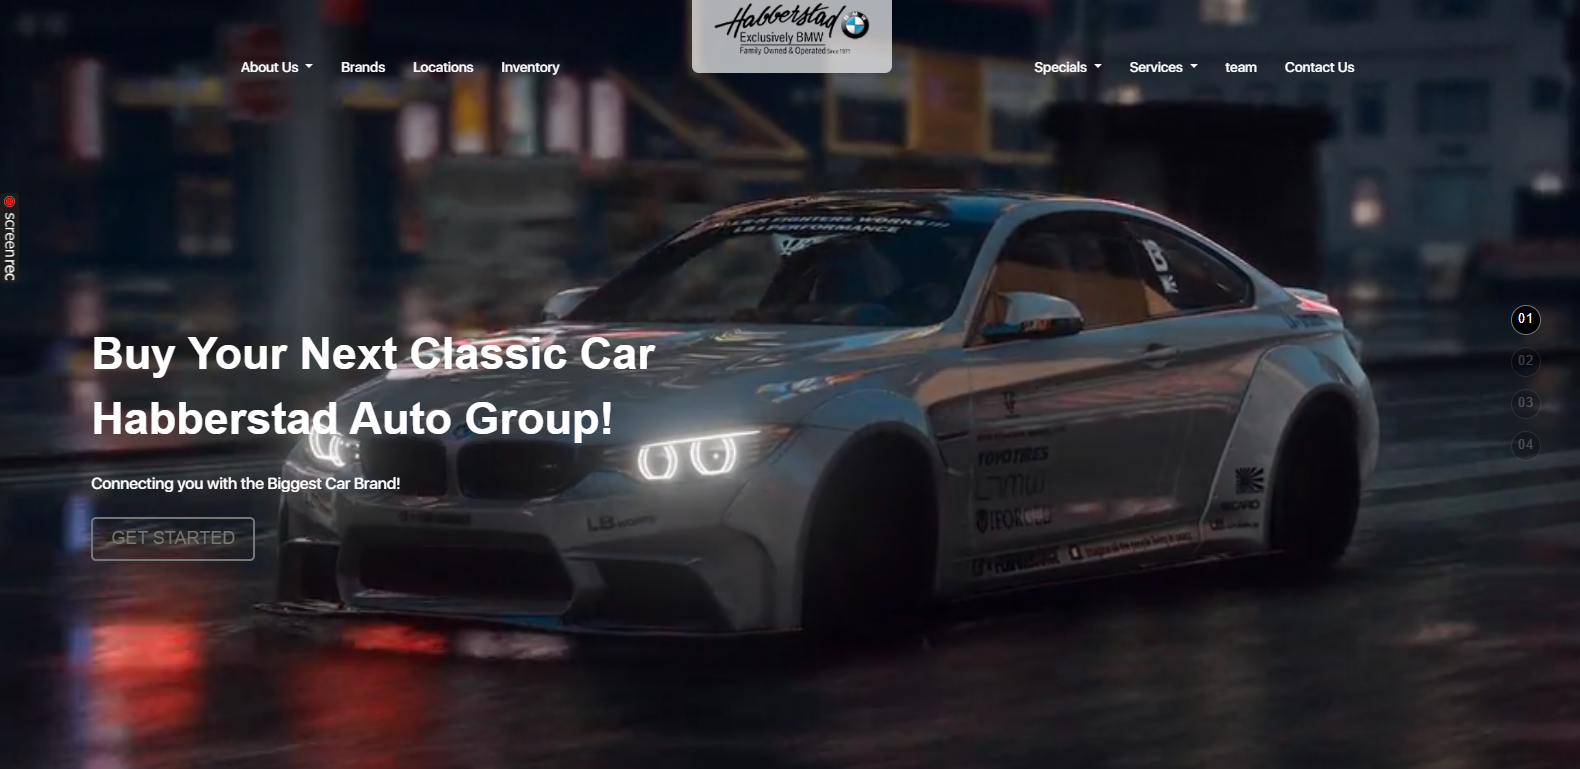 Habberstad
Exclusively BMW
Family Owned & Operated Since 1971
About Us
Brands
Locations
Inventory
Specials
Services
team
Contact Us
screenrec
PERFORMANCE
Buy Your Next Classic Car
Habberstad Auto Group!
Connecting you with the Biggest Car Brand!
GET STARTED
01
02
03
04
TOYO TIRES
LB-WORKS